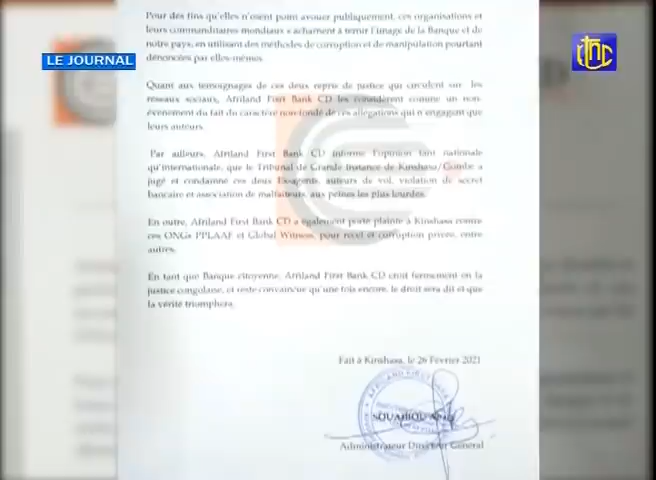 Pour des fins qu'elles n'osent point avouer publiquement, ces organisations et
leurs commanditaires mondiaux s'acharnent à ternir l'image de la Banque et de
notre pays, en utilisant des méthodes de corruption et de manipulation pourtant
dénoncées par elles-mêmes.
LE JOURNAL
Quant aux témoignages de ces deux repris de justice qui circulent sur les
réseaux sociaux, Afriland First Bank CD les considèrent comme un non-
évènement du fait du caractère non-fondé de ces allégations qui n'engagent que
leurs auteurs.
Par ailleurs, Afriland First Bank CD informe l'opinion tant nationale
qu'internationale, que le Tribunal de Grande Instance de Kinshasa/Gombe a
jugé et condamné ces deux Ex-agents, auteurs de vol, violation de secret
bancaire et association de malfaiteurs, aux peines les plus lourdes.
En outre, Afriland First Bank CD a également porté plainte à Kinshasa contre
ces ONGs PPLAAF et Global Witness, pour recel et corruption privée, entre
autres.
En tant que Banque citoyenne, Afriland First Bank CD croit fermement en la
justice congolaise, et reste convaincue qu'une fois encore, le droit sera dit et que
la vérité triomphera.
Fait à Kinshasa, le 26 Février 2021
Administrateur Directeur Général